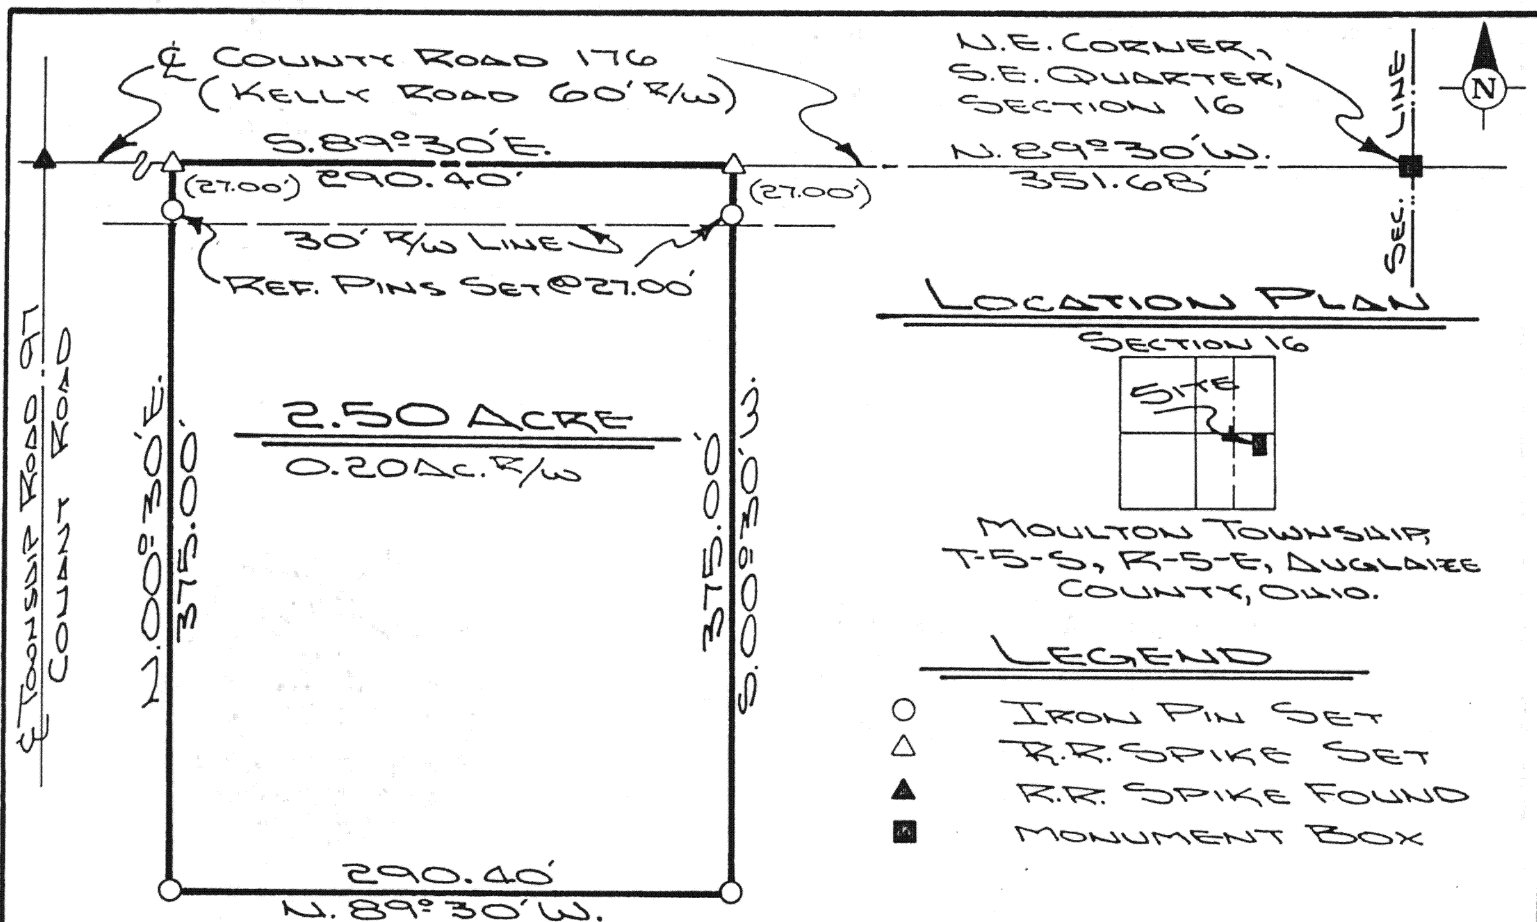 ℄ COUNTY ROAD 176
(KELLY ROAD 60' R/W)
N.E. CORNER,
S.E. QUARTER,
SECTION 16
N
S. 89° 30' E.
290.40'
N. 89° 30' W.
351.68'
SEC. LINE
(27.00')
(27.00')
30' R/W LINE
REF. PINS SET @ 27.00'
℄ TOWNSHIP ROAD 97
CONANT ROAD
N. 00° 30' E.
375.00'
2.50 ACRE
0.20 AC. R/W
375.00'
S. 00° 30' W.
290.40'
N. 89° 30' W.
LOCATION PLAN
SECTION 16
SITE
MOULTON TOWNSHIP,
T-5-S, R-5-E, AUGLAIZE
COUNTY, OHIO.
LEGEND
IRON PIN SET
R.R. SPIKE SET
R.R. SPIKE FOUND
MONUMENT BOX